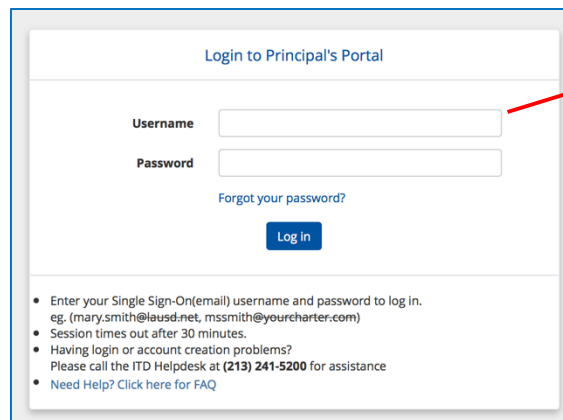 Login to Principal's Portal
Username
Password
Forgot your password?
Log in
Enter your Single Sign-On(email) username and password to log in.
eg. (mary.smith@lausd.net, mssmith@yourcharter.com)
Session times out after 30 minutes.
Having login or account creation problems?
Please call the ITD Helpdesk at (213) 241-5200 for assistance
Need Help? Click here for FAQ